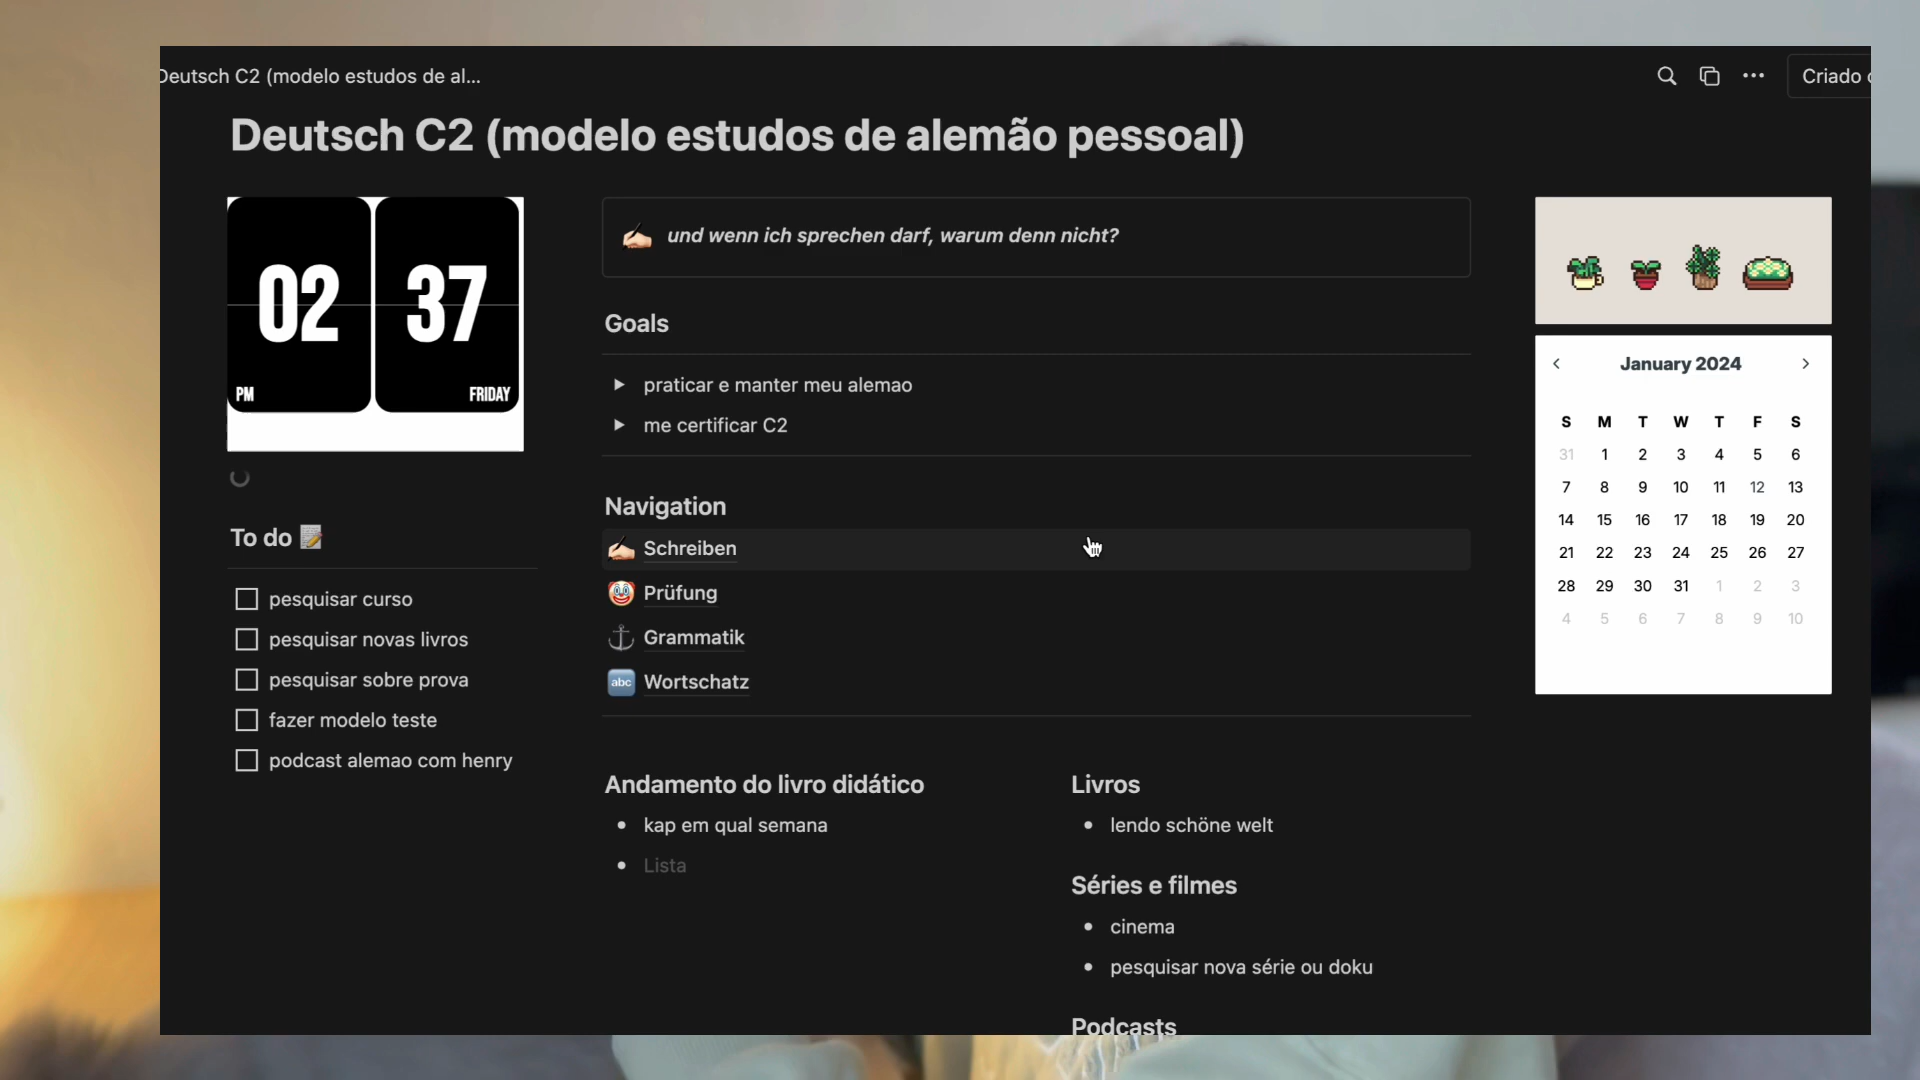 Deutsch C2 (modelo estudos de al...
Criado
Deutsch C2 (modelo estudos de alemão pessoal)
02
37
PM
FRIDAY
To do
pesquisar curso
pesquisar novas livros
pesquisar sobre prova
fazer modelo teste
podcast alemao com henry
und wenn ich sprechen darf, warum denn nicht?
Goals
praticar e manter meu alemao
me certificar C2
Navigation
Schreiben
Prüfung
Grammatik
abc Wortschatz
Andamento do livro didático
kap em qual semana
Lista
Livros
lendo schöne welt
Séries e filmes
cinema
pesquisar nova série ou doku
Podcasts
January 2024
S M T W T F S
31 1 2 3 4 5 6
7 8 9 10 11 12 13
14 15 16 17 18 19 20
21 22 23 24 25 26 27
28 29 30 31 1 2 3
4 5 6 7 8 9 10